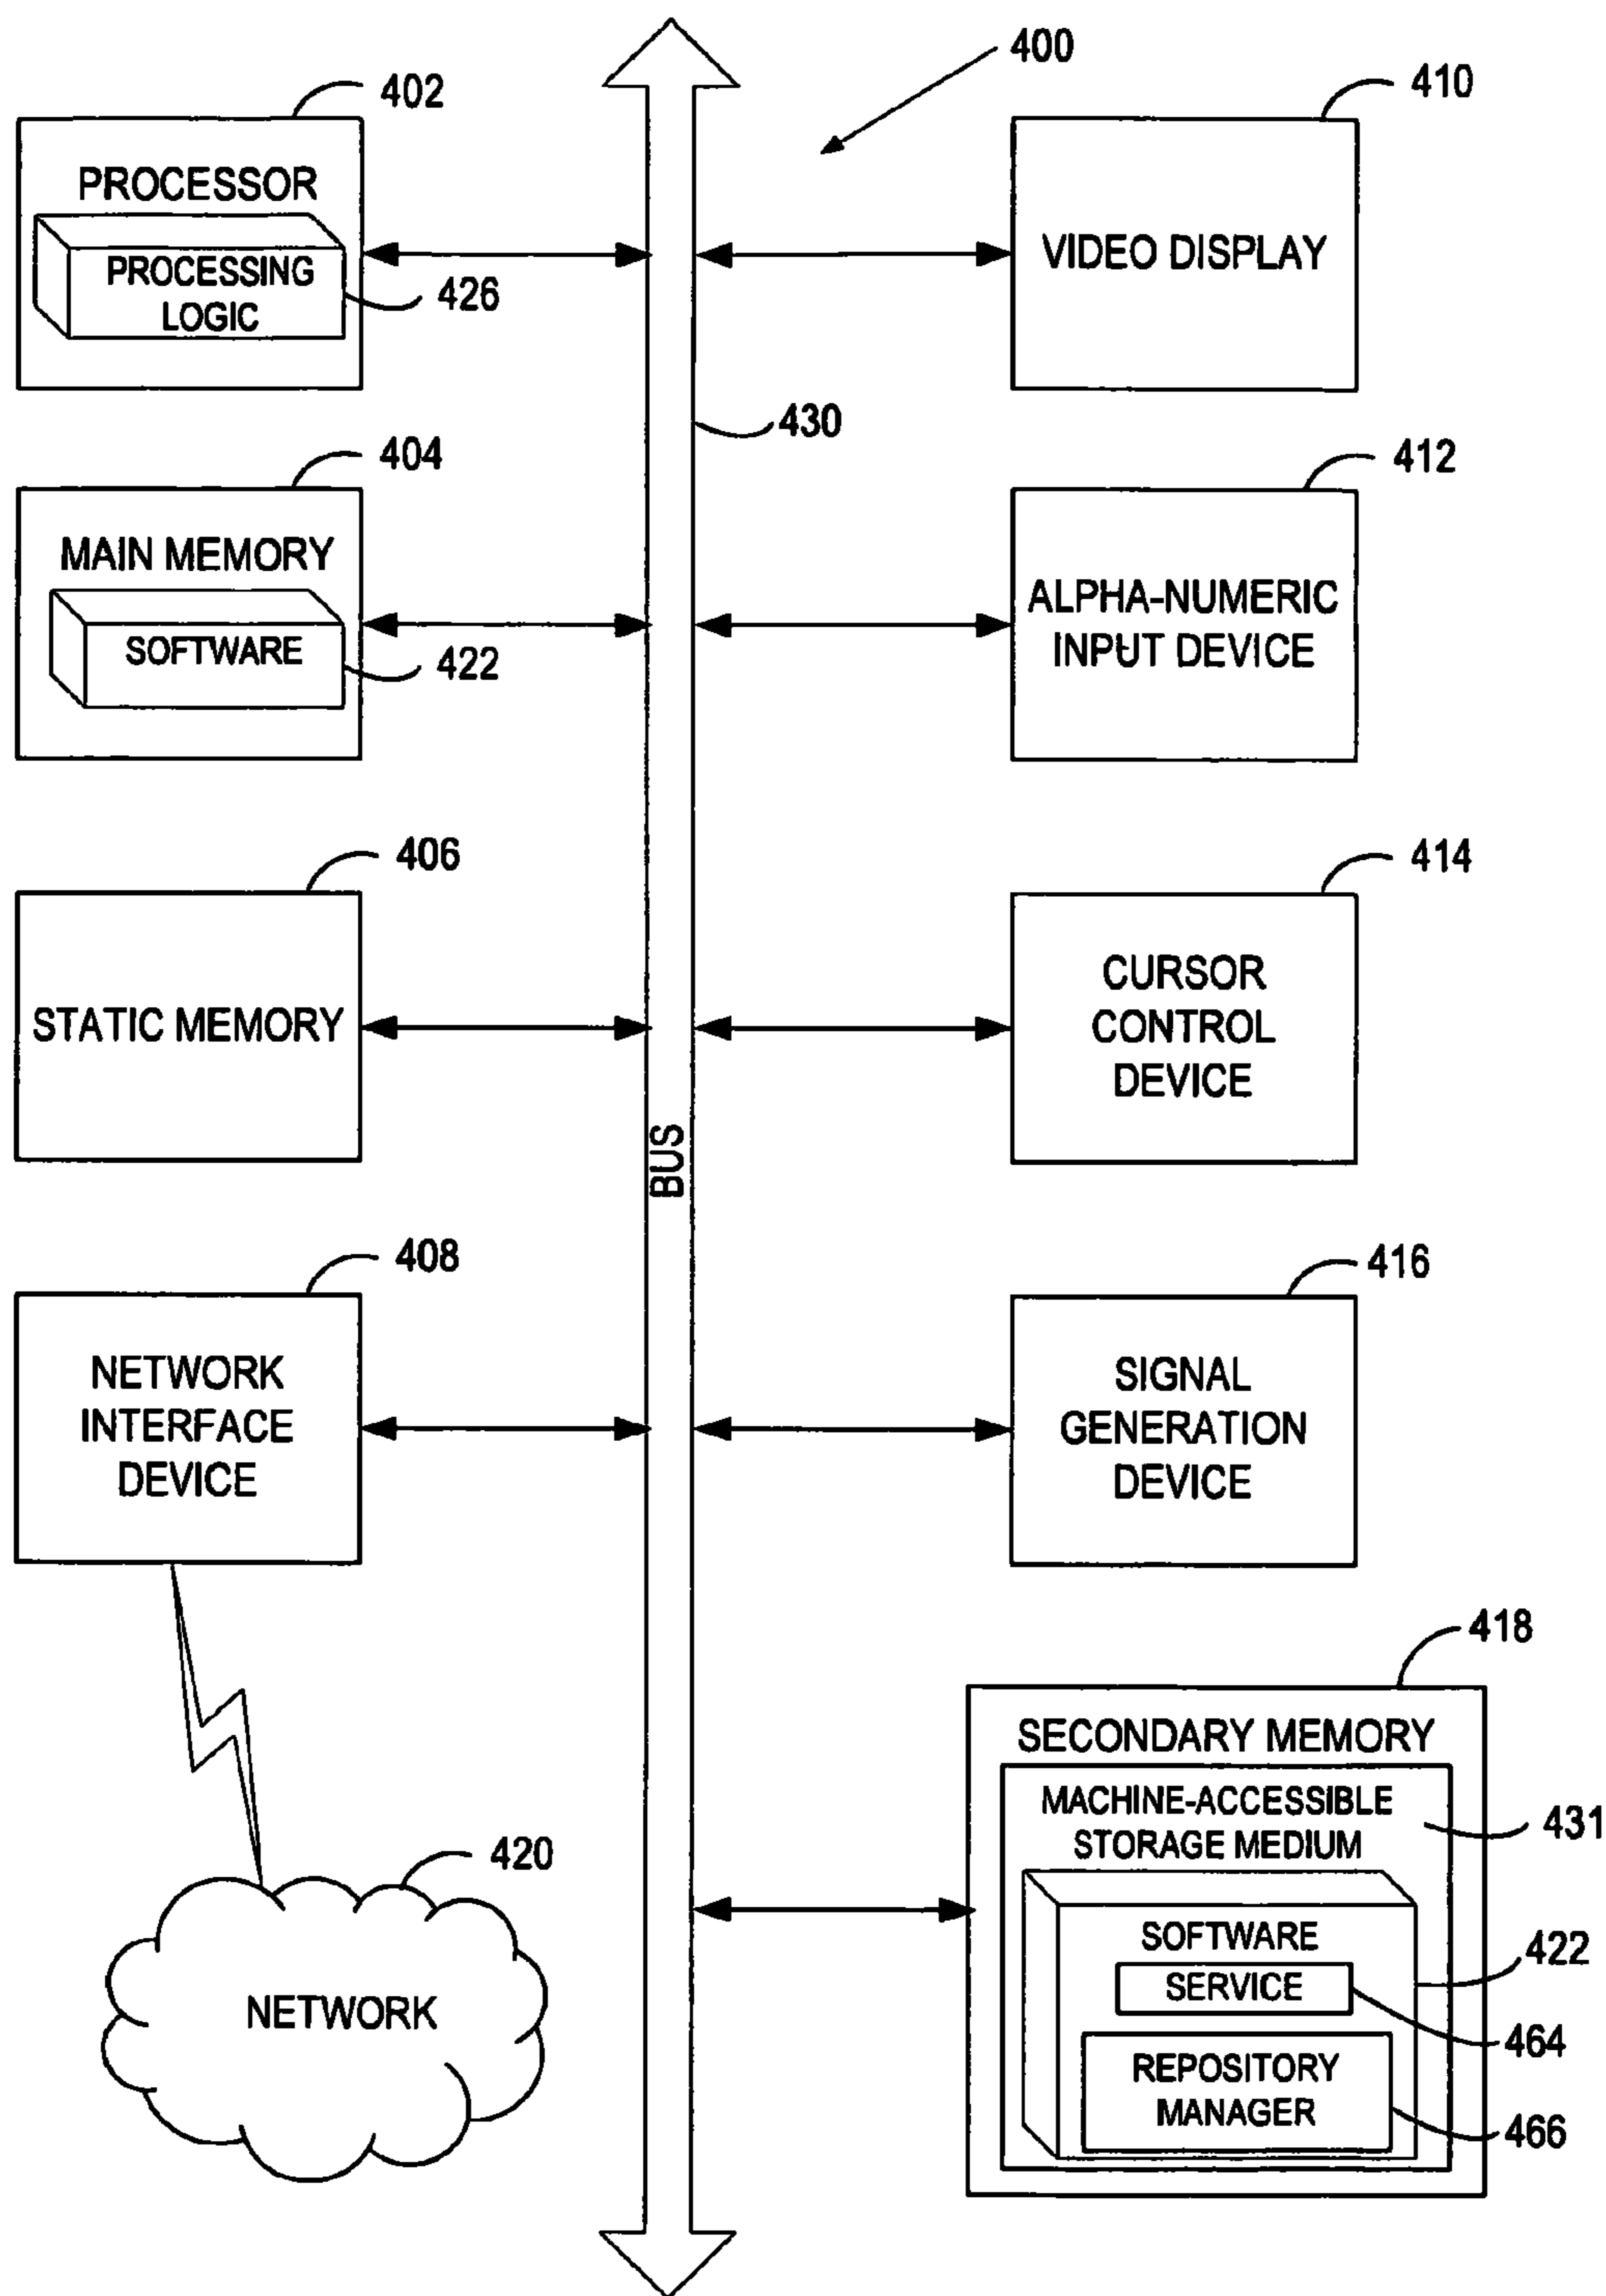 400
402
PROCESSOR
PROCESSING
LOGIC
426
410
VIDEO DISPLAY
430
404
MAIN MEMORY
SOFTWARE
422
412
ALPHA-NUMERIC
INPUT DEVICE
406
STATIC MEMORY
414
CURSOR
CONTROL
DEVICE
BUS
408
NETWORK
INTERFACE
DEVICE
416
SIGNAL
GENERATION
DEVICE
418
SECONDARY MEMORY
MACHINE-ACCESSIBLE
STORAGE MEDIUM
431
SOFTWARE
422
SERVICE
464
REPOSITORY
MANAGER
466
420
NETWORK